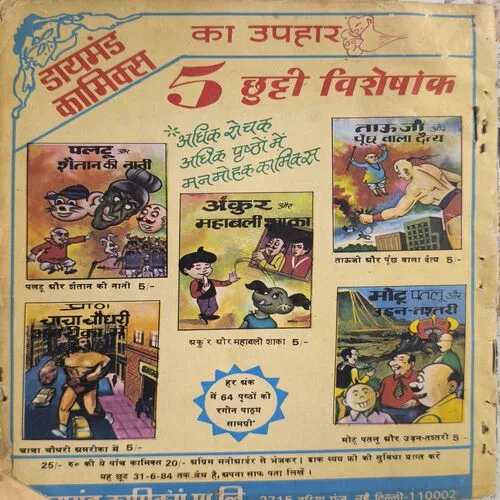 डायमंड
कामिक्स
का उपहार
5 छुट्टी विशेषांक
अधिक रोचक
अधिक पृष्ठों में
मनमोहक कामिक्स
पलटू और
शैतान की नानी
पलटू और शैतान की नानी 5/-
अंकुर और
महाबली शाका
अंकुर और महाबली शाका 5/-
ताऊजी और
पूंछ वाला दैत्य
ताऊजी और पूंछ वाला दैत्य 5/-
प्राण
चाचा चौधरी
चाचा चौधरी अमरीका में 5/-
मोटू पतलू और
उड़न-तश्तरी
मोटू पतलू और उड़न-तश्तरी 5/-
हर अंक
में 64 पृष्ठों की
रंगीन पाठ्य
सामग्री
25/- रु० की ये पांच कामिक्स 20/- अग्रिम मनीआर्डर से भेजकर। डाक व्यय फ्री की सुविधा प्राप्त करें
यह छूट 31-6-84 तक वैध है, अपना साफ पता लिखें।
2715 दरिया गंज, नई दिल्ली-110002